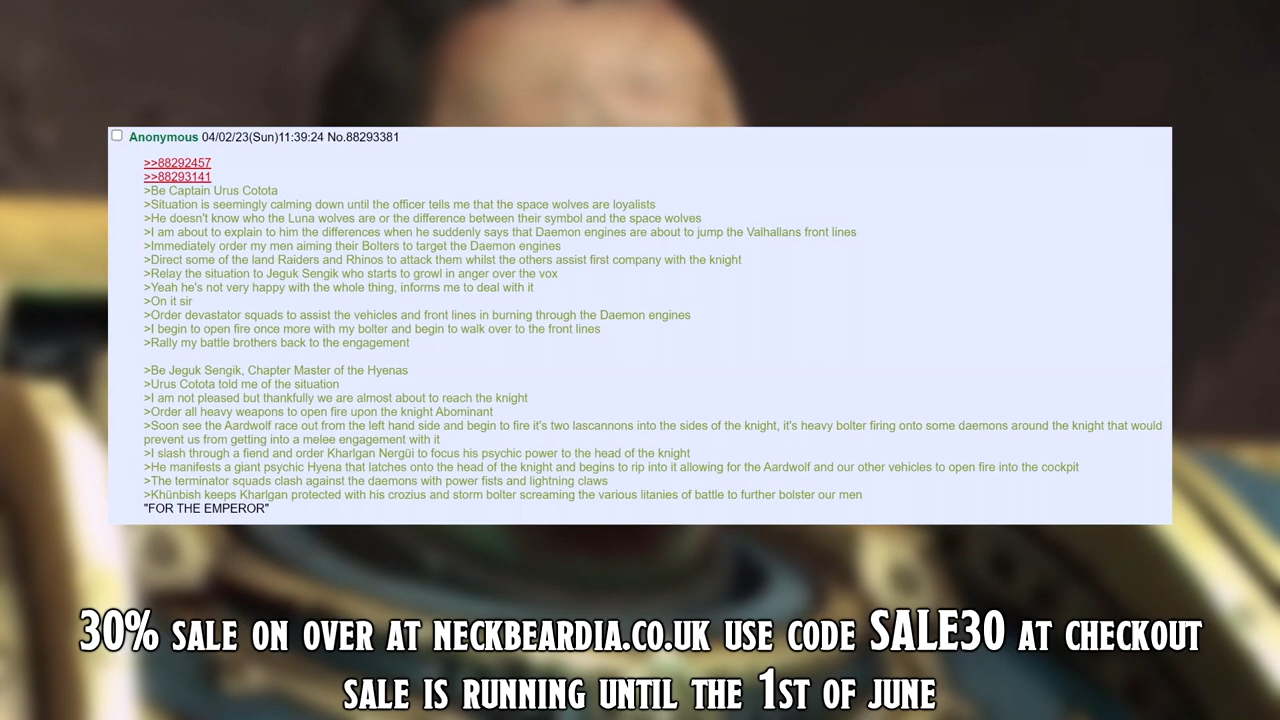 Anonymous 04/02/23(Sun)11:39:24 No.88293381
>>88292457
>>88293141
>Be Captain Urus Cotota
>Situation is seemingly calming down until the officer tells me that the space wolves are loyalists
>He doesn't know who the Luna wolves are or the difference between their symbol and the space wolves
>I am about to explain to him the differences when he suddenly says that Daemon engines are about to jump the Valhallans front lines
>Immediately order my men aiming their Bolters to target the Daemon engines
>Direct some of the land Raiders and Rhinos to attack them whilst the others assist first company with the knight
>Relay the situation to Jeguk Sengik who starts to growl in anger over the vox
>Yeah he's not very happy with the whole thing, informs me to deal with it
>On it sir
>Order devastator squads to assist the vehicles and front lines in burning through the Daemon engines
>I begin to open fire once more with my bolter and begin to walk over to the front lines
>Rally my battle brothers back to the engagement
>Be Jeguk Sengik, Chapter Master of the Hyenas
>Urus Cotota told me of the situation
>I am not pleased but thankfully we are almost about to reach the knight
>Order all heavy weapons to open fire upon the knight Abominant
>Soon see the Aardwolf race out from the left hand side and begin to fire it's two lascannons into the sides of the knight, it's heavy bolter firing onto some daemons around the knight that would
prevent us from getting into a melee engagement with it
>I slash through a fiend and order Kharlgan Nergüi to focus his psychic power to the head of the knight
>He manifests a giant psychic Hyena that latches onto the head of the knight and begins to rip into it allowing for the Aardwolf and our other vehicles to open fire into the cockpit
>The terminator squads clash against the daemons with power fists and lightning claws
>Khünbish keeps Kharlgan protected with his crozius and storm bolter screaming the various litanies of battle to further bolster our men
"FOR THE EMPEROR"
30% SALE ON OVER AT NECKBEARDIA.CO.UK USE CODE SALE30 AT CHECKOUT
SALE IS RUNNING UNTIL THE 1ST OF JUNE